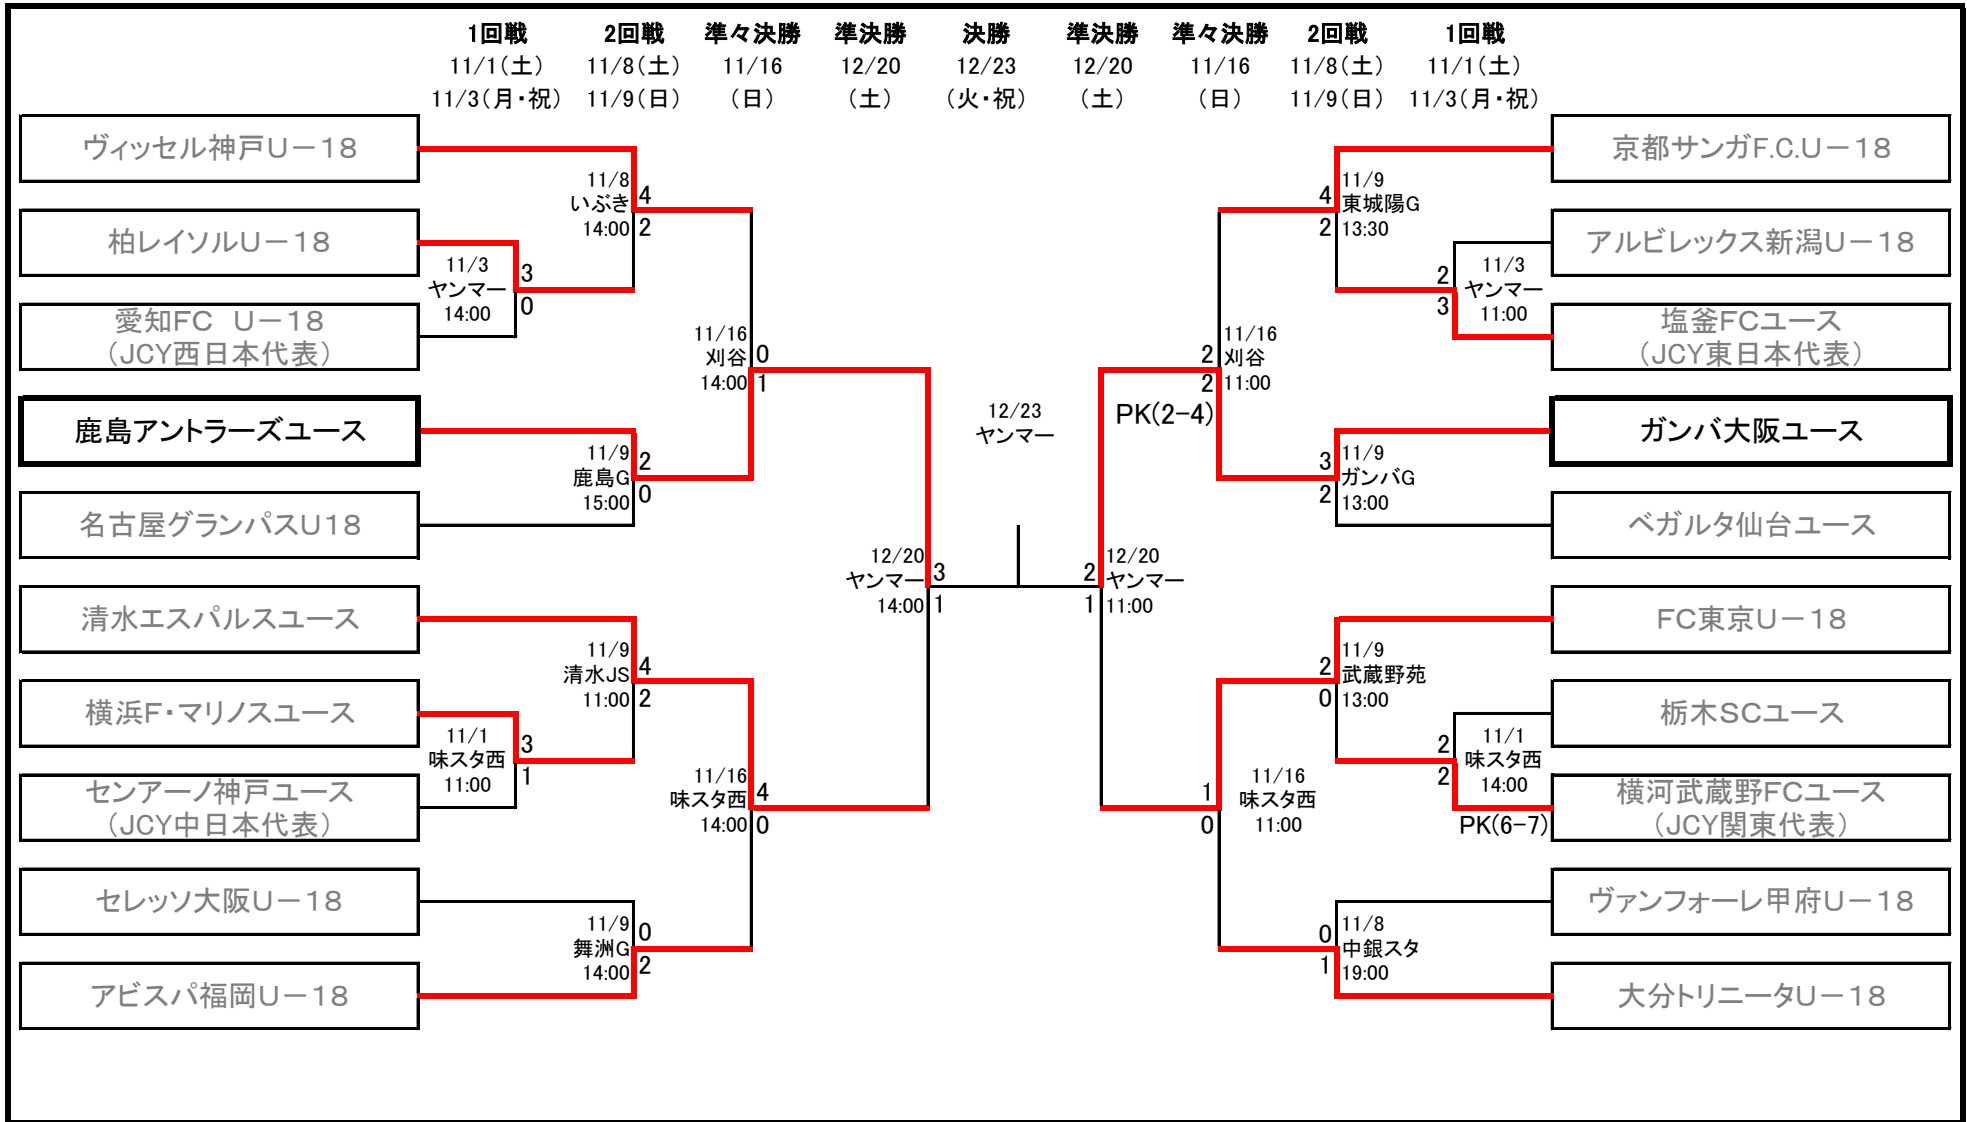 1回戦 2回戦 準々決勝 準決勝 決勝 準決勝 準々決勝 2回戦 1回戦
11/1(土) 11/8(土) 11/16 12/20 12/23 12/20 11/16 11/8(土) 11/1(土)
11/3(月・祝) 11/9(日) (日) (土) (火・祝) (土) (日) 11/9(日) 11/3(月・祝)
ヴィッセル神戸U-18
柏レイソルU-18
愛知FC U-18
(JCY西日本代表)
鹿島アントラーズユース
名古屋グランパスU18
清水エスパルスユース
横浜F・マリノスユース
センアーノ神戸ユース
(JCY中日本代表)
セレッソ大阪U-18
アビスパ福岡U-18
11/3
ヤンマー
14:00
3
0
11/1
味スタ西
11:00
3
1
11/8
いぶき
14:00
4
2
11/9
鹿島G
15:00
2
0
11/9
清水JS
11:00
4
2
11/9
舞洲G
14:00
0
2
11/16
刈谷
14:00
0
1
11/16
味スタ西
14:00
4
0
12/20
ヤンマー
14:00
3
1
12/23
ヤンマー
2
1
12/20
ヤンマー
11:00
2
2
PK(2-4)
11/16
刈谷
11:00
1
0
11/16
味スタ西
11:00
4
2
11/9
東城陽G
13:30
3
2
11/9
ガンバG
13:00
2
0
11/9
武蔵野苑
13:00
0
1
11/8
中銀スタ
19:00
2
3
11/3
ヤンマー
11:00
2
2
11/1
味スタ西
14:00
PK(6-7)
京都サンガF.C.U-18
アルビレックス新潟U-18
塩釜FCユース
(JCY東日本代表)
ガンバ大阪ユース
ベガルタ仙台ユース
FC東京U-18
栃木SCユース
横河武蔵野FCユース
(JCY関東代表)
ヴァンフォーレ甲府U-18
大分トリニータU-18